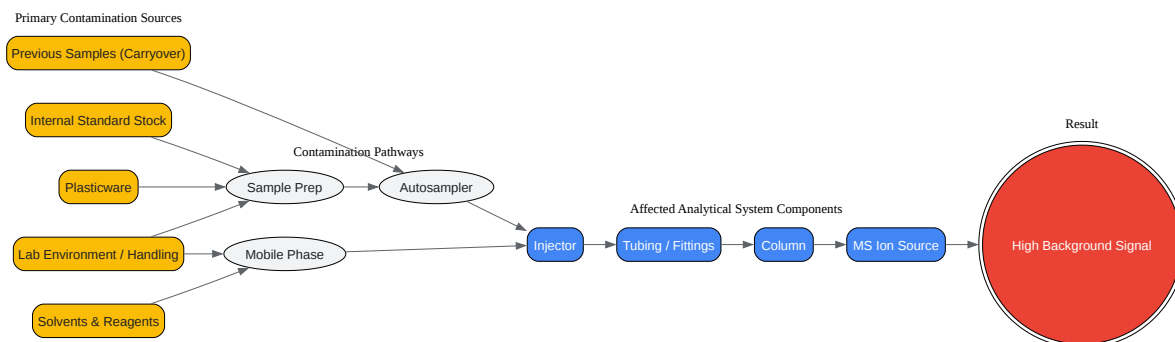 Primary Contamination Sources
Previous Samples (Carryover)
Internal Standard Stock
Plasticware
Lab Environment / Handling
Solvents & Reagents
Contamination Pathways
Sample Prep
Autosampler
Mobile Phase
Affected Analytical System Components
Injector
Tubing / Fittings
Column
MS Ion Source
Result
High Background Signal